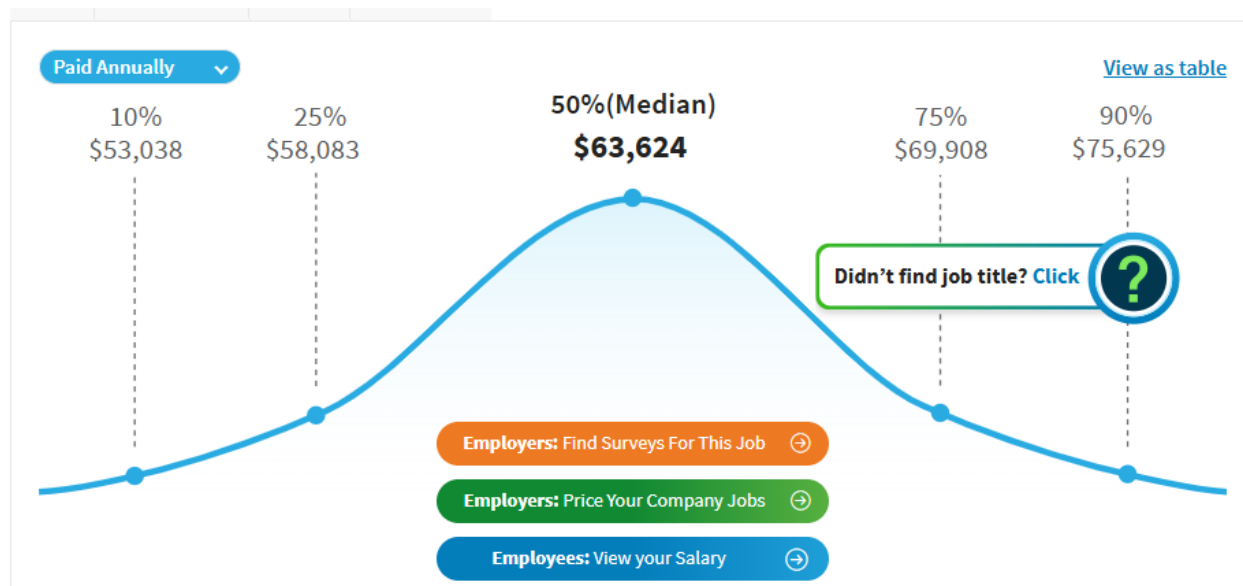 Paid Annually
View as table
10%
$53,038
25%
$58,083
50%(Median)
$63,624
75%
$69,908
90%
$75,629
Didn’t find job title? Click
?
Employers: Find Surveys For This Job
Employers: Price Your Company Jobs
Employees: View your Salary